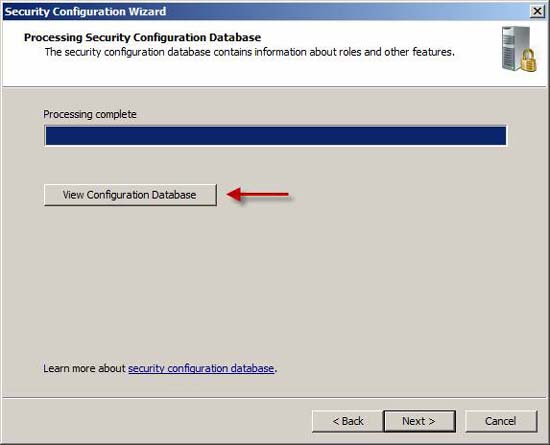 Security Configuration Wizard
Processing Security Configuration Database
The security configuration database contains information about roles and other features.
Processing complete
View Configuration Database
Learn more about security configuration database.
< Back
Next >
Cancel